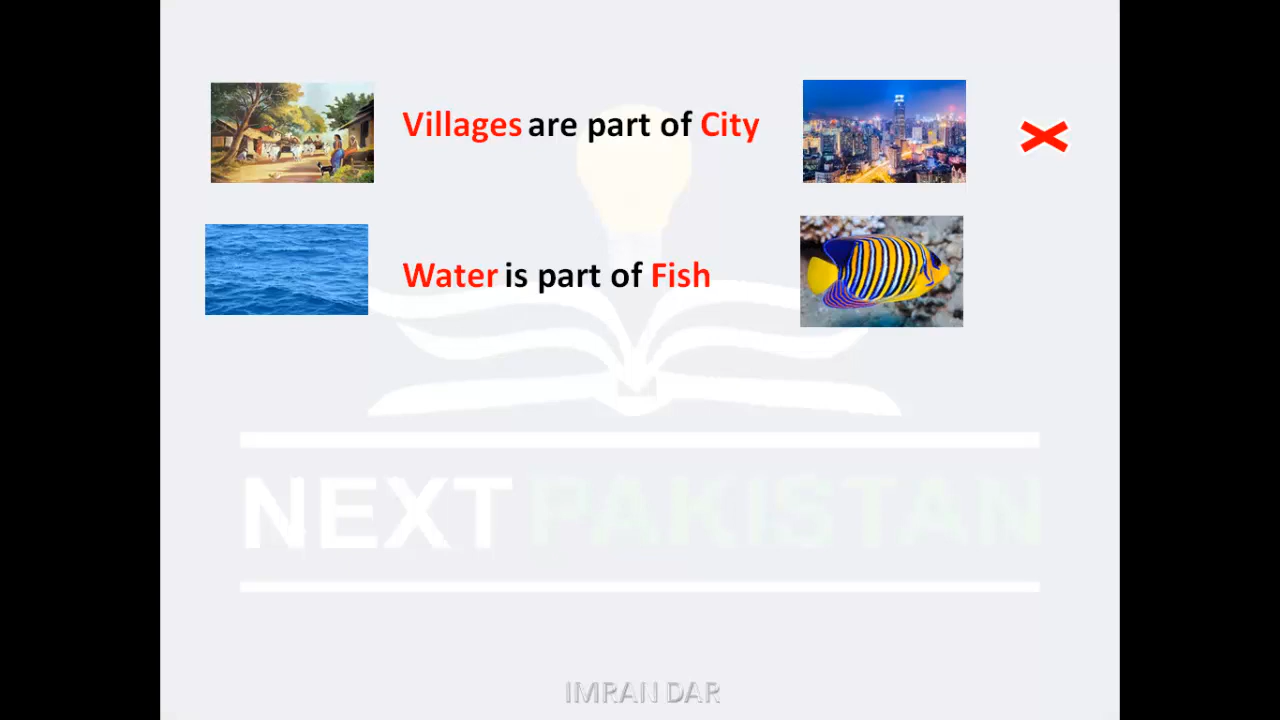 Villages are part of City
Water is part of Fish
NEXT PAKISTAN
IMRAN DAR